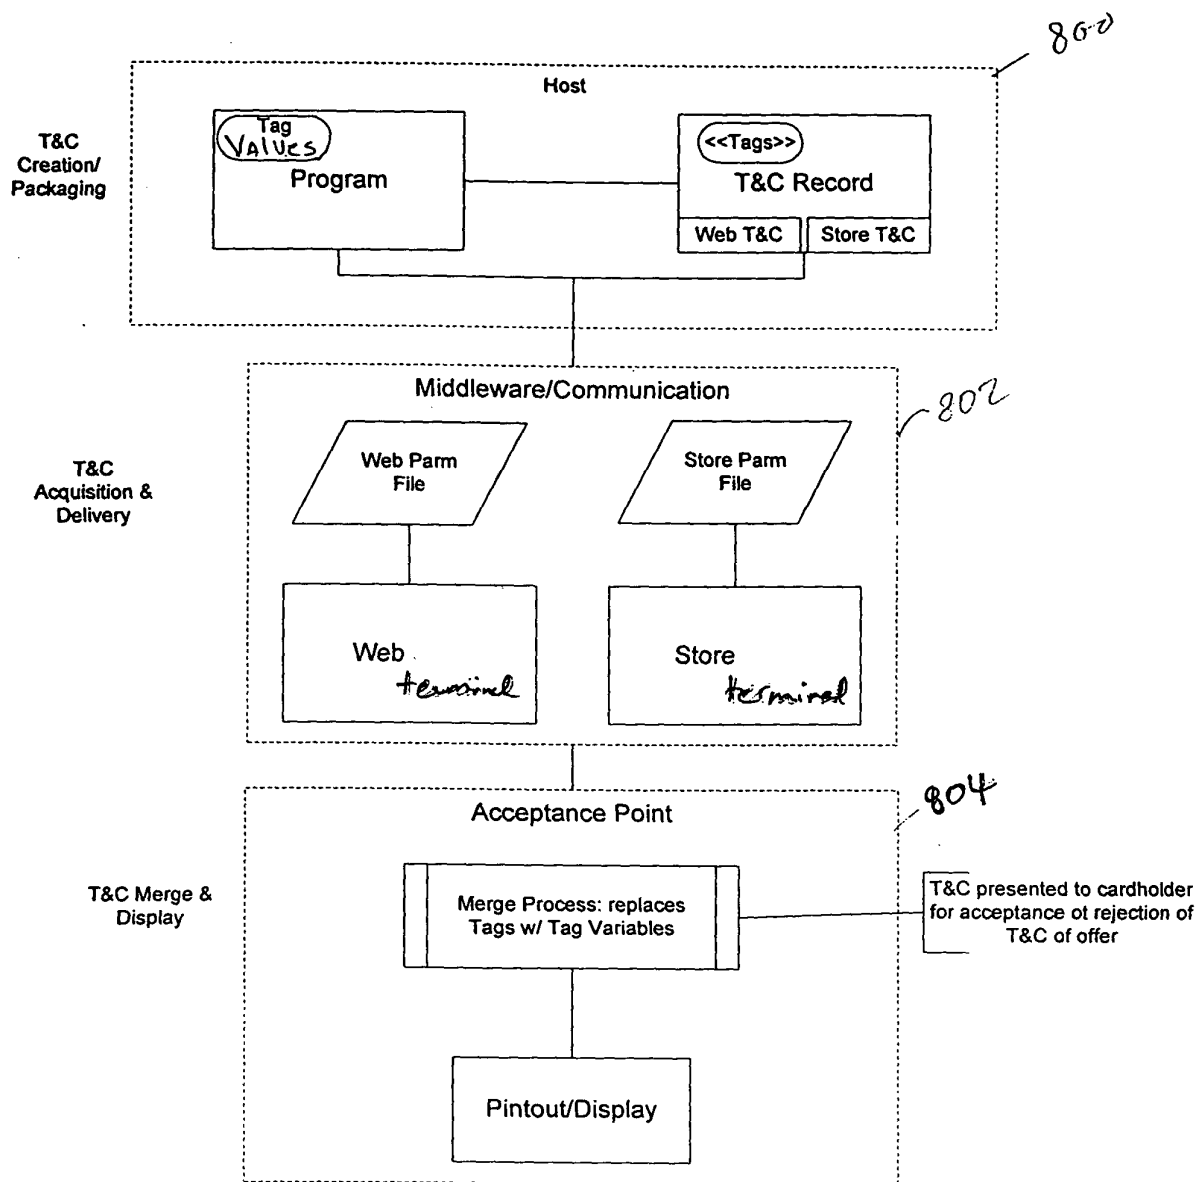 800
Host
T&C
Creation/
Packaging
Tag
VALUES
Program
<<Tags>>
T&C Record
Web T&C
Store T&C
802
Middleware/Communication
T&C
Acquisition &
Delivery
Web Parm
File
Store Parm
File
Web
terminal
Store
terminal
804
Acceptance Point
T&C Merge &
Display
Merge Process: replaces
Tags w/ Tag Variables
T&C presented to cardholder
for acceptance ot rejection of
T&C of offer
Pintout/Display